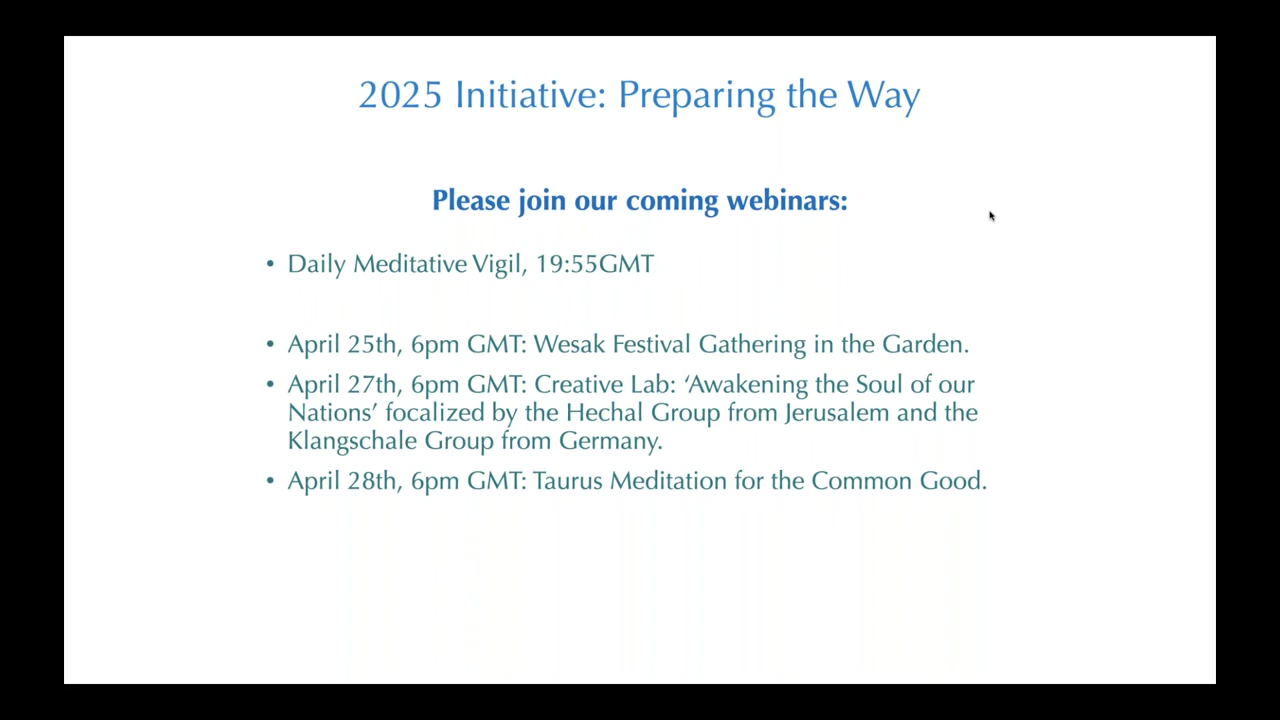 2025 Initiative: Preparing the Way
Please join our coming webinars:
• Daily Meditative Vigil, 19:55GMT
• April 25th, 6pm GMT: Wesak Festival Gathering in the Garden.
• April 27th, 6pm GMT: Creative Lab: ‘Awakening the Soul of our
Nations’ focalized by the Hechal Group from Jerusalem and the
Klangschale Group from Germany.
• April 28th, 6pm GMT: Taurus Meditation for the Common Good.